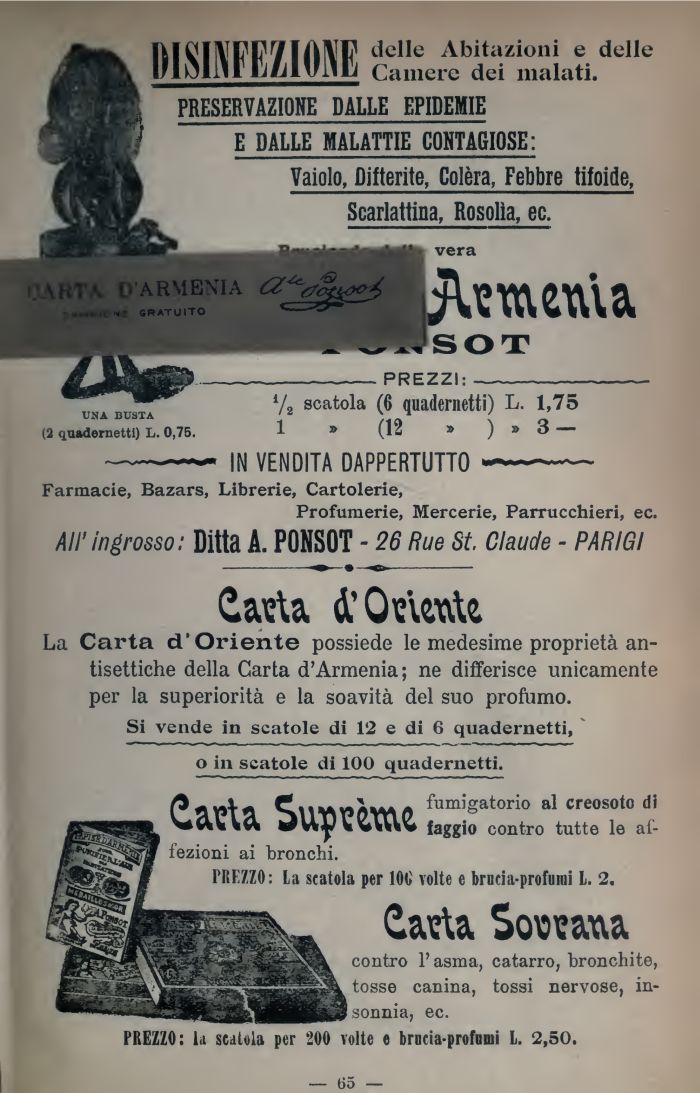 DISINFEZIONE delle Abitazioni e delle
Camere dei malati.
PRESERVAZIONE DALLE EPIDEMIE
E DALLE MALATTIE CONTAGIOSE:
Vaiolo, Difterite, Colèra, Febbre tifoide,
Scarlattina, Rosolìa, ec.
vera
CARTA D'ARMENIA
GRATUITO
Armenia
PONSOT
PREZZI:
1/2 scatola (6 quadernetti) L. 1,75
1 » (12 » ) » 3 —
UNA BUSTA
(2 quadernetti) L. 0,75.
IN VENDITA DAPPERTUTTO
Farmacie, Bazars, Librerie, Cartolerie,
Profumerie, Mercerie, Parrucchieri, ec.
All' ingrosso: Ditta A. PONSOT - 26 Rue St. Claude - PARIGI
Carta d'Oriente
La Carta d'Oriente possiede le medesime proprietà an-
tisettiche della Carta d'Armenia; ne differisce unicamente
per la superiorità e la soavità del suo profumo.
Si vende in scatole di 12 e di 6 quadernetti,
o in scatole di 100 quadernetti.
Carta Suprème fumigatorio al creosoto di
faggio contro tutte le af-
fezioni ai bronchi.
PREZZO: La scatola per 100 volte e brucia-profumi L. 2.
PAPIER D'ARMÉNIE
PONSOT
Carta Sovrana
contro l'asma, catarro, bronchite,
tosse canina, tossi nervose, in-
sonnia, ec.
PREZZO: la scatola per 200 volte e brucia-profumi L. 2,50.
— 65 —